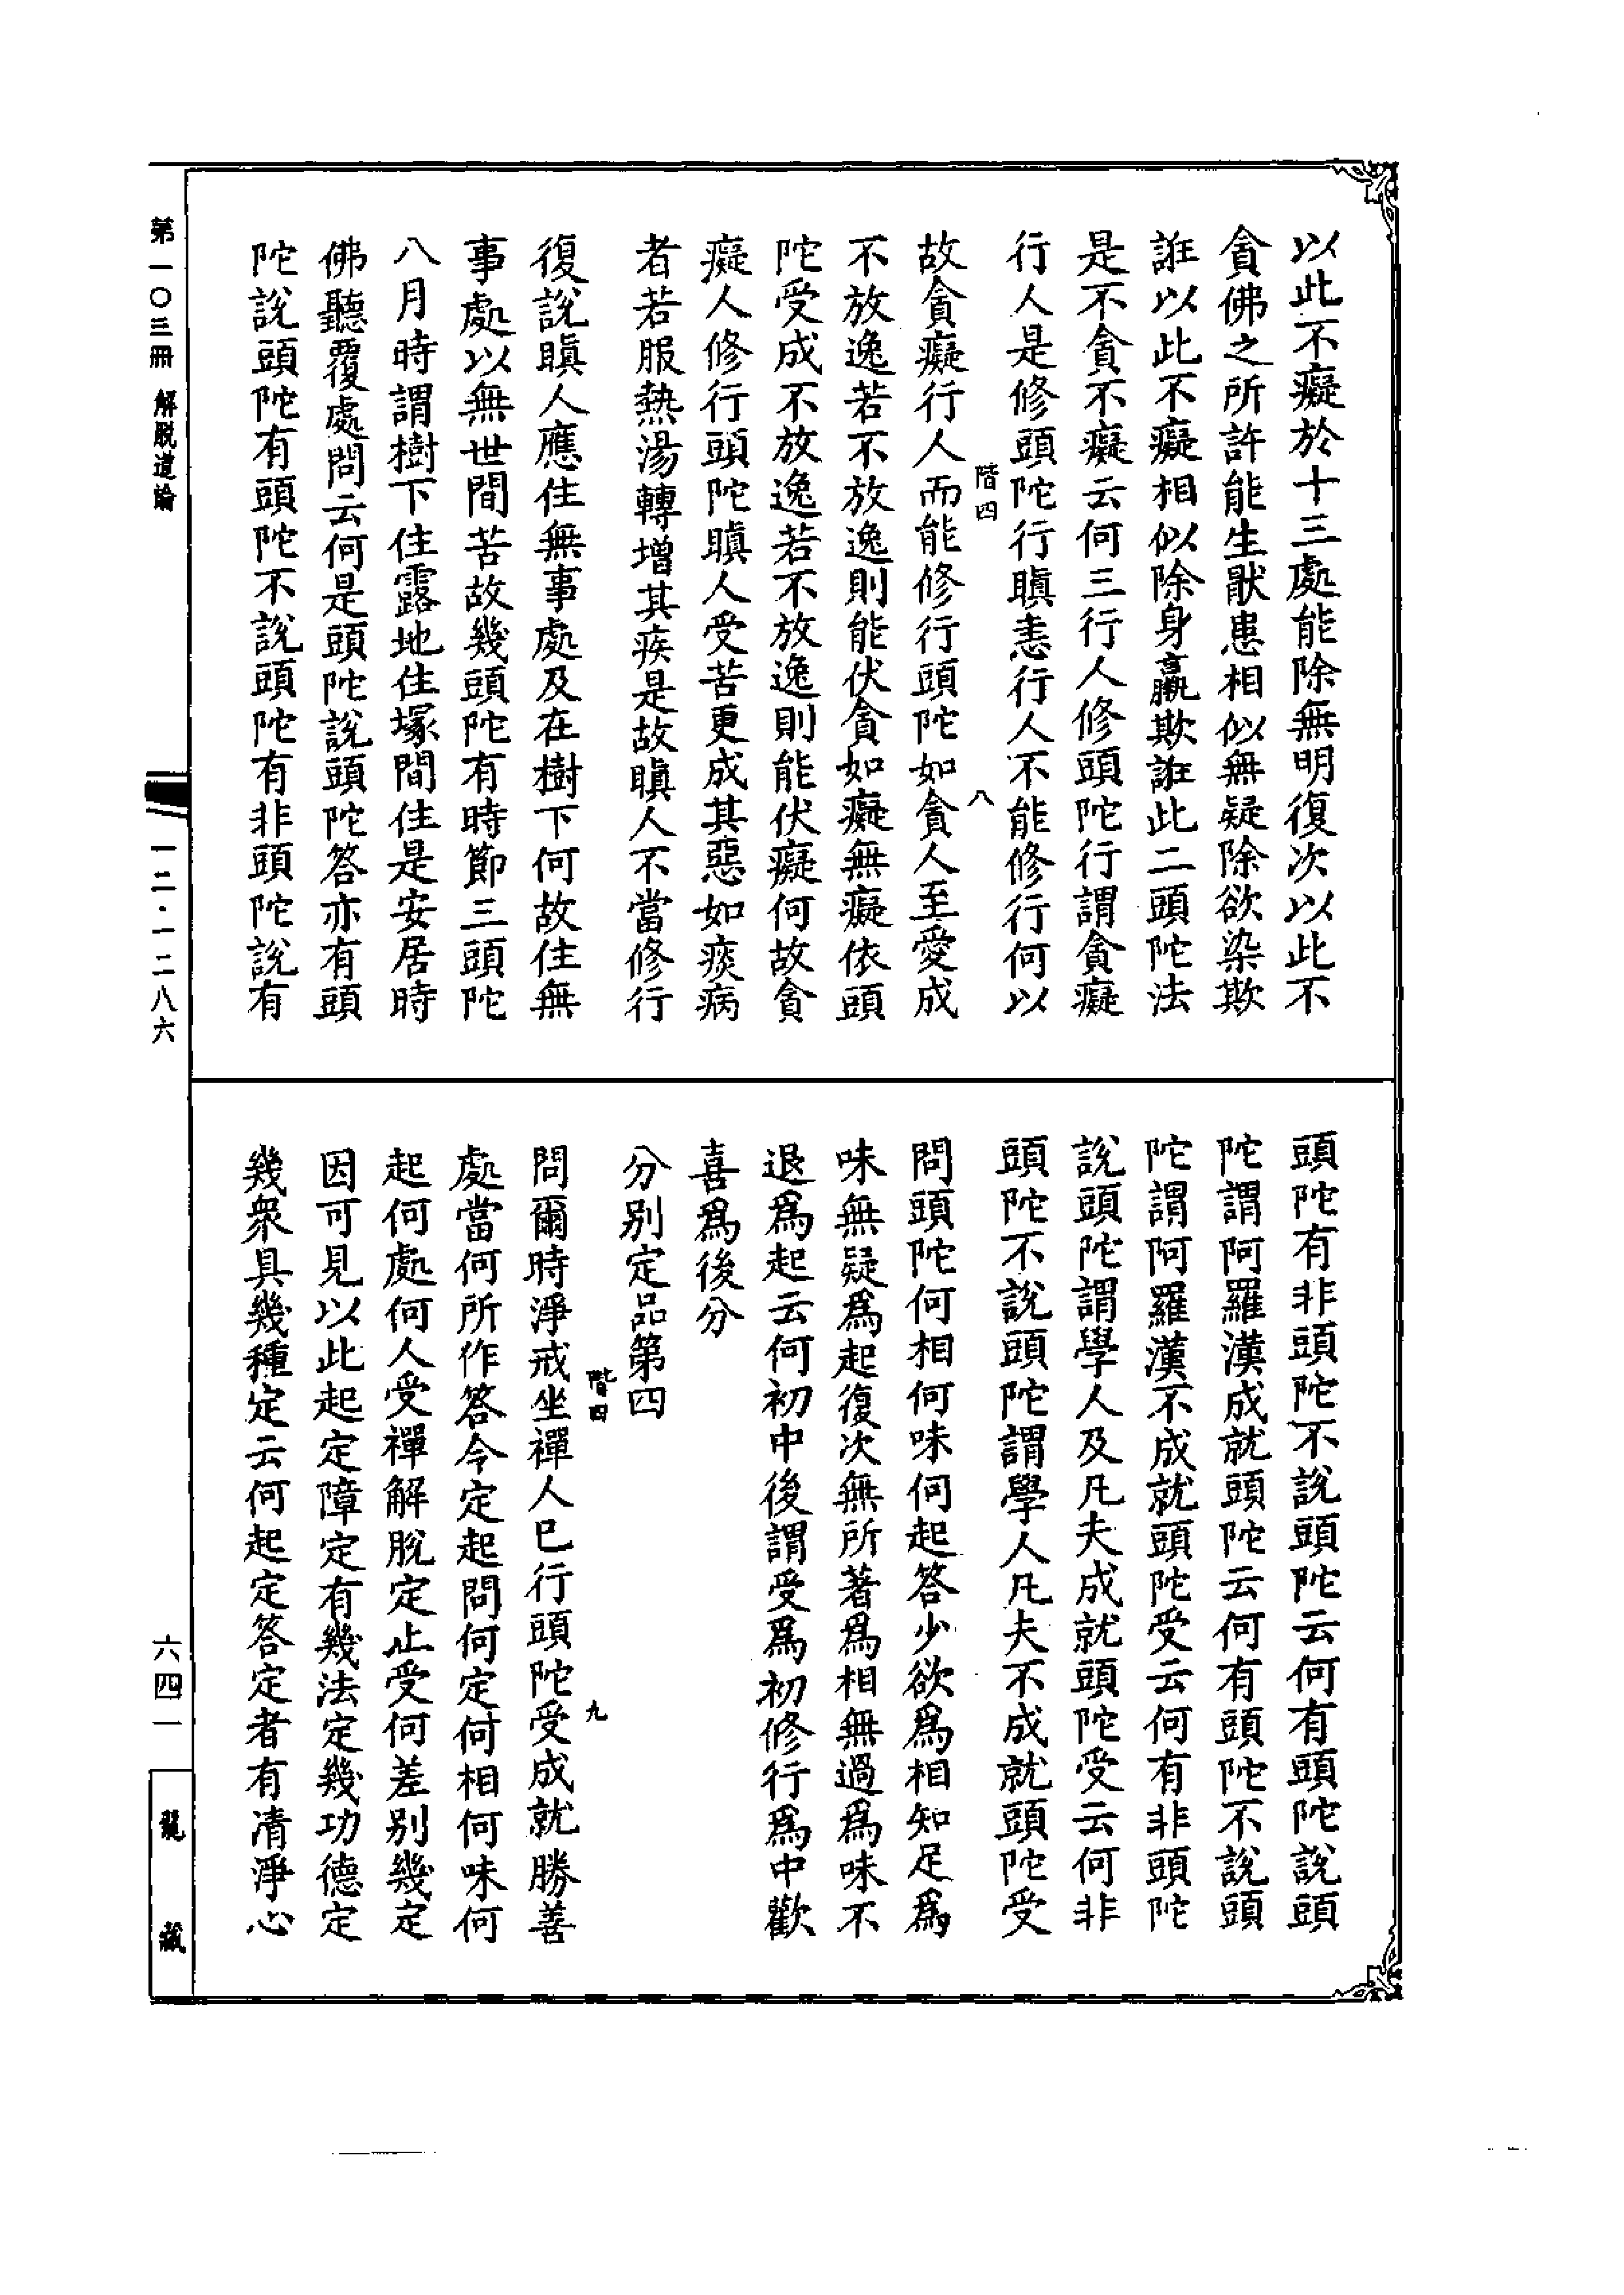 以此不癡於十三處能除無明復次以此不
貪佛之所許能生厭患相似無疑除欲染欺
誑以此不癡相似除身羸欺誑此二頭陀法
是不貪不癡云何三行人修頭陀行謂貪癡
行人是修頭陀行瞋恚行人不能修行何以
階四
八
故貪癡行人而能修行頭陀如貪人至愛成
不放逸若不放逸則能伏貪如癡無癡依頭
陀受成不放逸若不放逸則能伏癡何故貪
癡人修行頭陀瞋人受苦更成其惡如痰病
者若服熱湯轉增其疾是故瞋人不當修行
復說瞋人應住無事處及在樹下何故住無
事處以無世間苦故幾頭陀有時節三頭陀
八月時謂樹下住露地住塚間住是安居時
佛聽覆處問云何是頭陀說頭陀答亦有頭
陀說頭陀有頭陀不說頭陀有非頭陀說有
頭陀有非頭陀不說頭陀云何有頭陀說頭
陀謂阿羅漢成就頭陀云何有頭陀不說頭
陀謂阿羅漢不成就頭陀受云何有非頭陀
說頭陀謂學人及凡夫成就頭陀受云何非
頭陀不說頭陀謂學人凡夫不成就頭陀受
問頭陀何相何味何起答少欲爲相知足爲
味無疑爲起復次無所著爲相無過爲味不
退爲起云何初中後謂受爲初修行爲中歡
喜爲後分
分別定品第四
階四
九
問爾時淨戒坐禪人已行頭陀受成就勝善
處當何所作答令定起問何定何相何味何
起何處何人受禪解脫定止受何差別幾定
因可見以此起定障定有幾法定幾功德定
幾衆具幾種定云何起定答定者有清淨心
第一〇三冊 解脫道論
一二·一二八六
六四一
龍藏